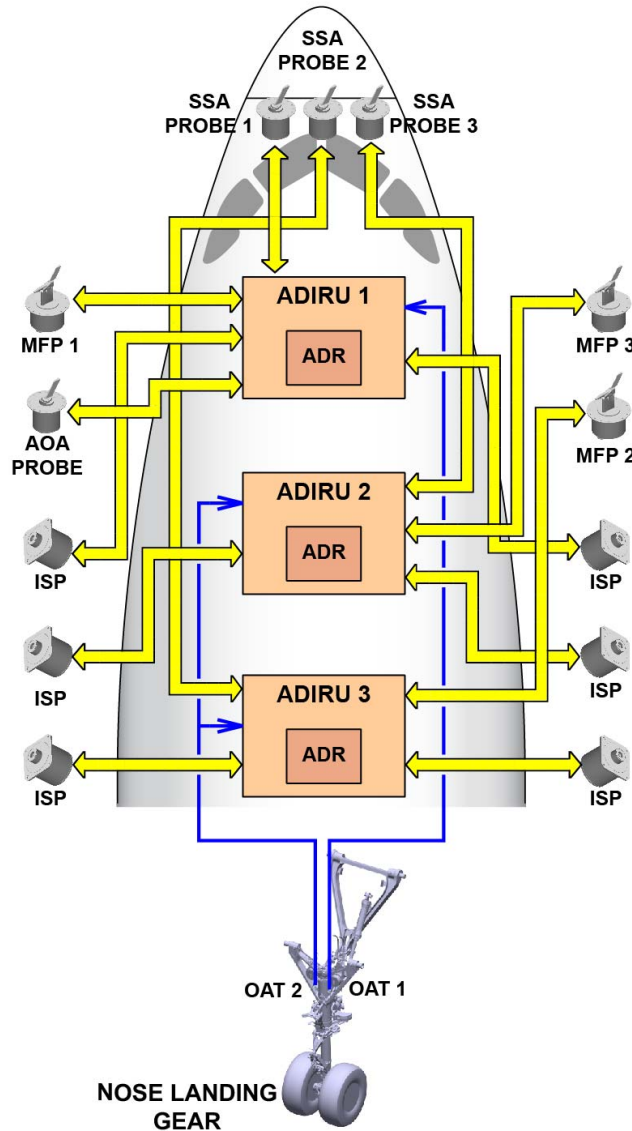 SSA
PROBE 2
SSA
PROBE 1
SSA
PROBE 3
ADIRU 1
ADR
MFP 1
MFP 3
AOA
PROBE
MFP 2
ADIRU 2
ADR
ISP
ISP
ISP
ISP
ADIRU 3
ADR
ISP
ISP
OAT 2
OAT 1
NOSE LANDING
GEAR